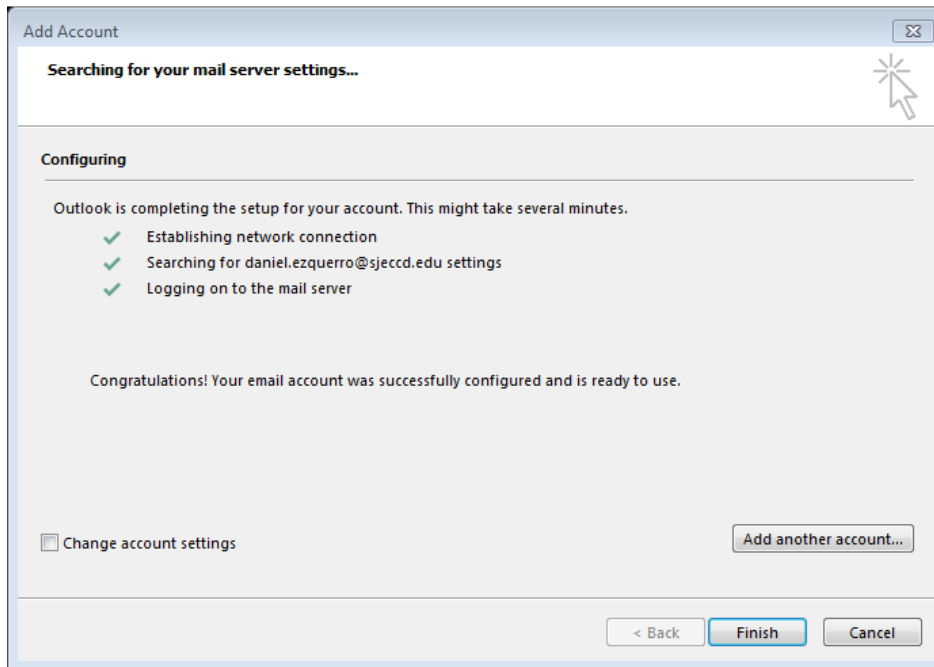 Add Account
Searching for your mail server settings...
Configuring
Outlook is completing the setup for your account. This might take several minutes.
Establishing network connection
Searching for daniel.ezquerro@sjeccd.edu settings
Logging on to the mail server
Congratulations! Your email account was successfully configured and is ready to use.
Change account settings
Add another account...
< Back
Finish
Cancel